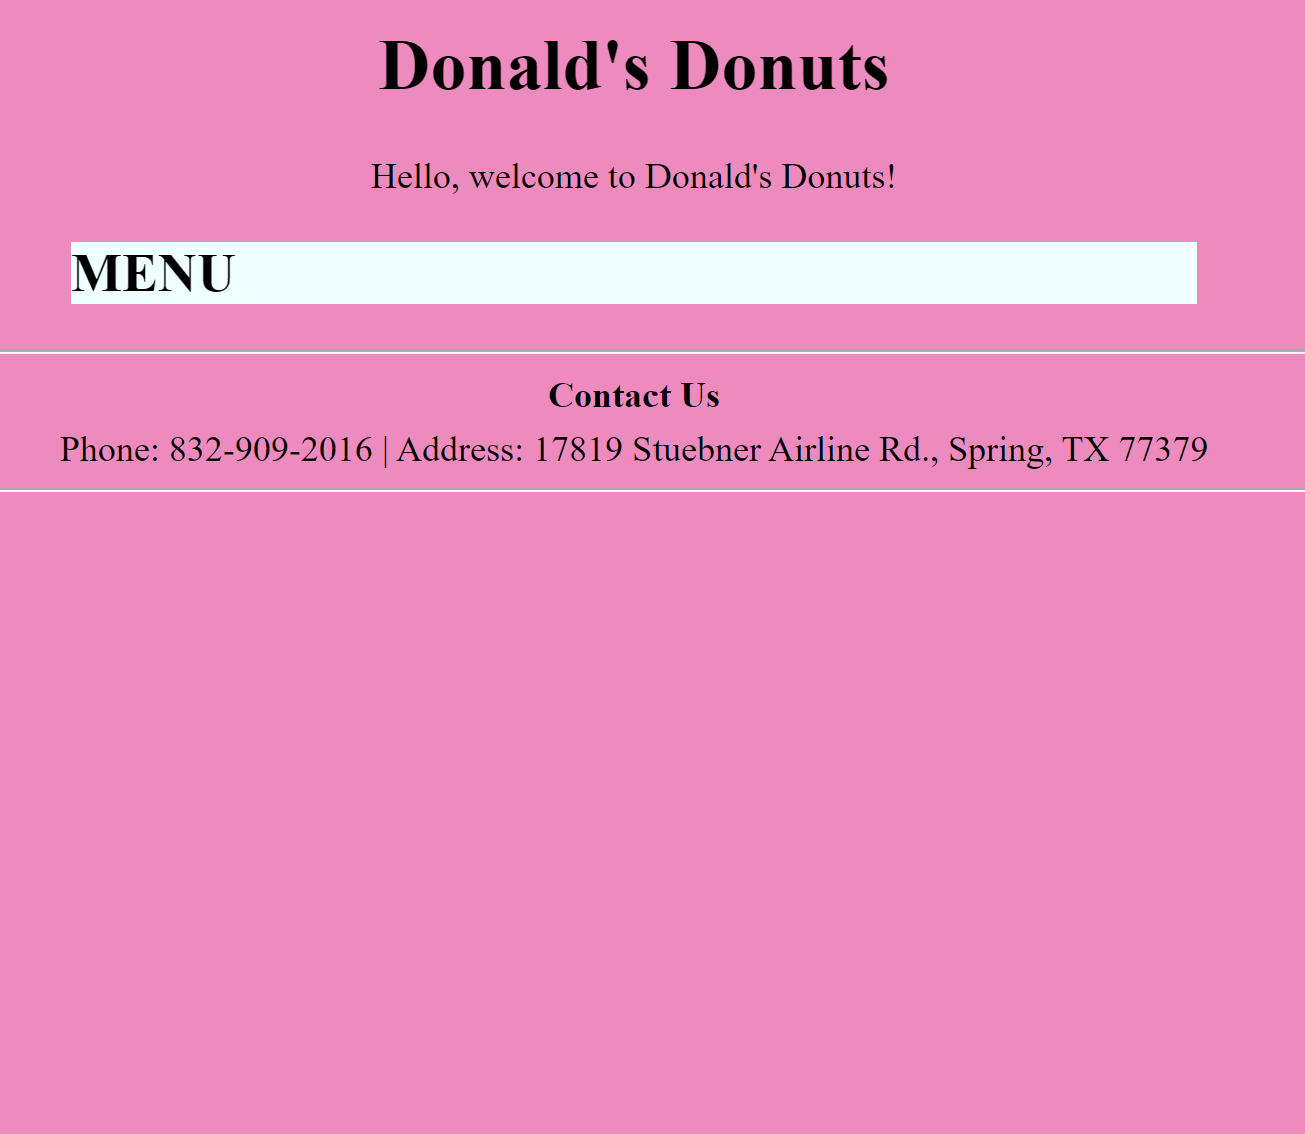 Donald's Donuts
Hello, welcome to Donald's Donuts!
MENU
Contact Us
Phone: 832-909-2016 | Address: 17819 Stuebner Airline Rd., Spring, TX 77379